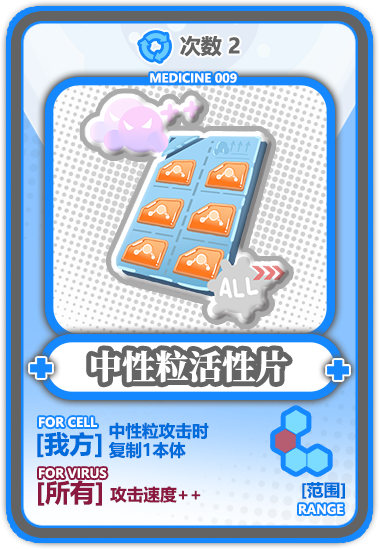 次数 2
MEDICINE 009
ALL
中性粒活性片
FOR CELL
[我方] 中性粒攻击时
复制1本体
FOR VIRUS
[所有] 攻击速度++
[范围]
RANGE